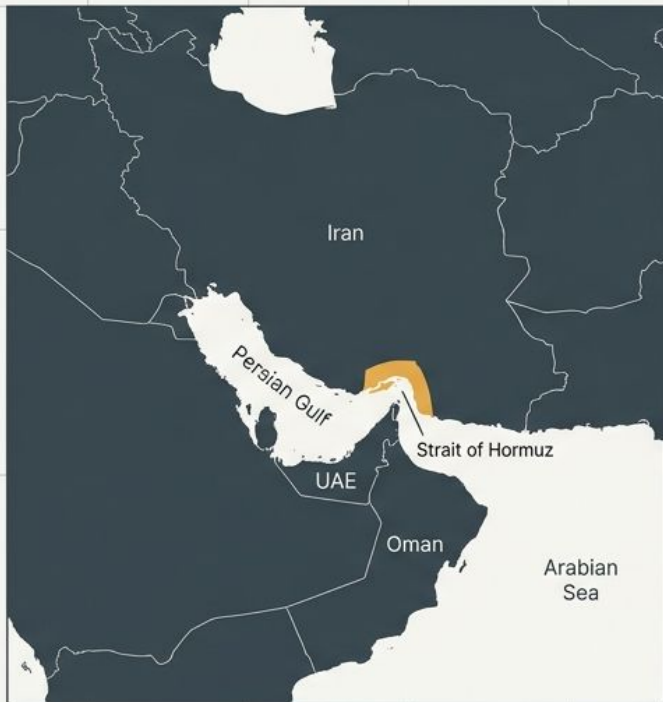 Iran
Persian Gulf
Strait of Hormuz
UAE
Oman
Arabian
Sea